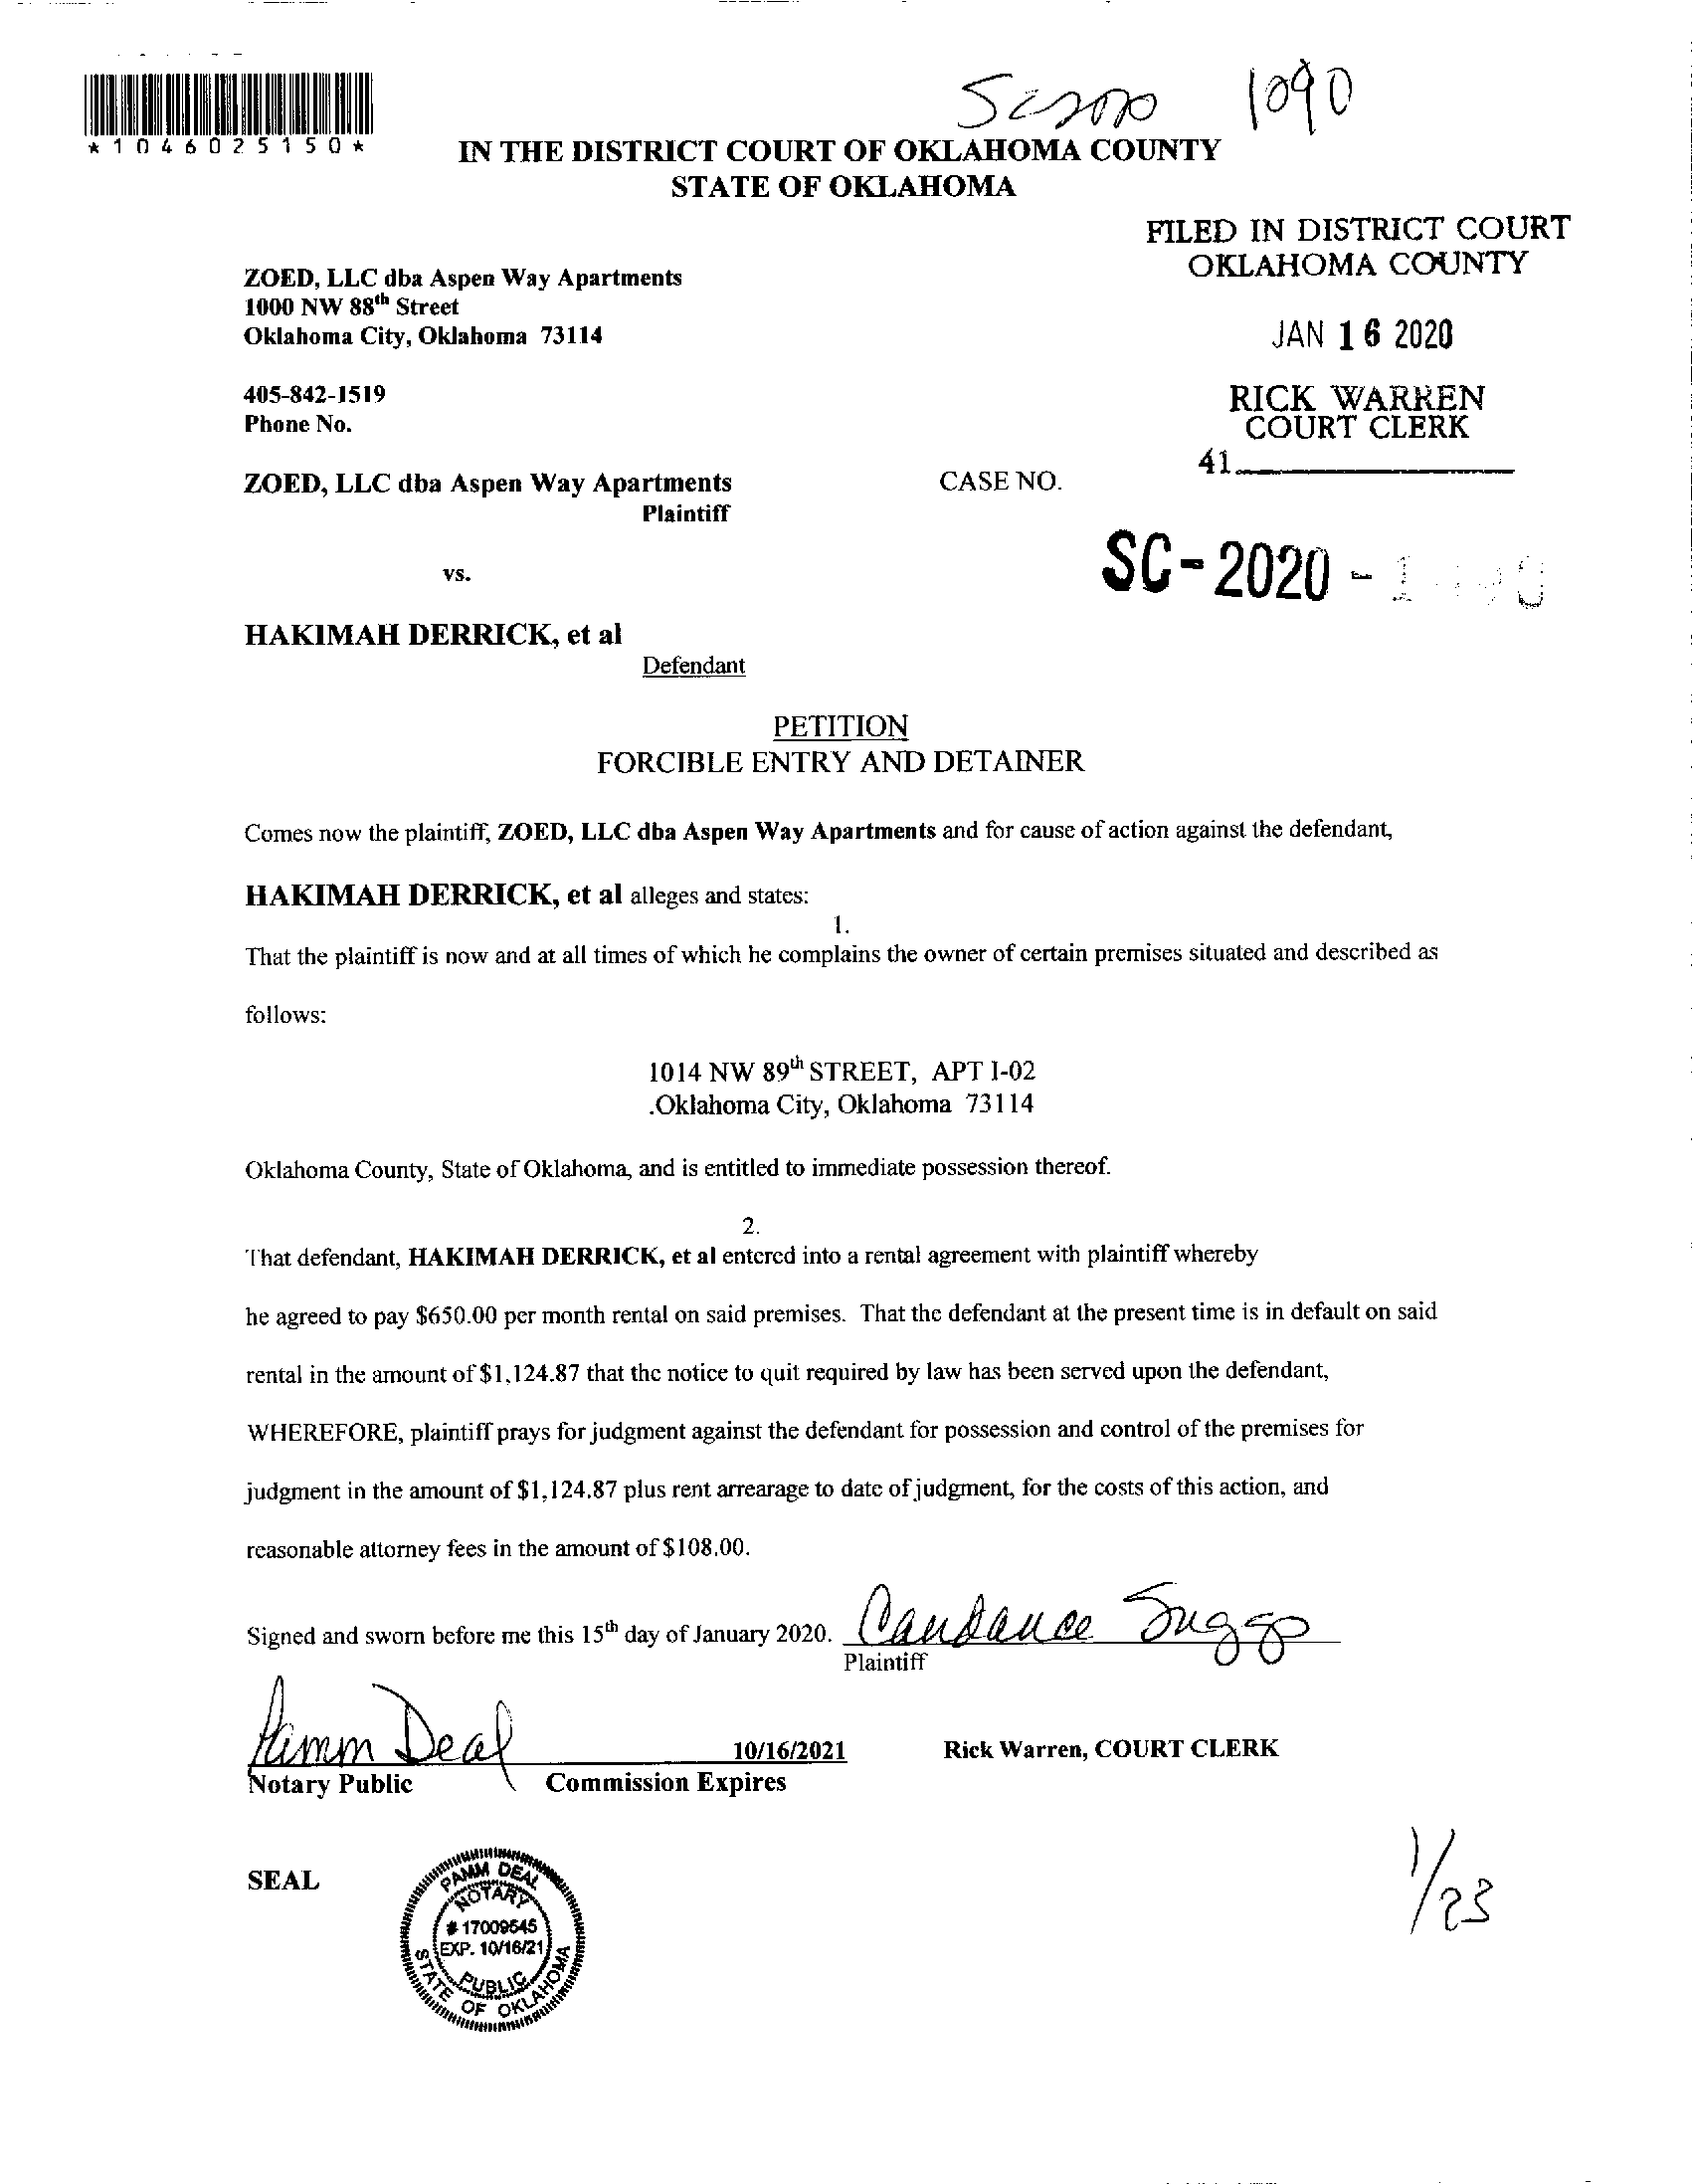 *1046025150*
1090
IN THE DISTRICT COURT OF OKLAHOMA COUNTY
STATE OF OKLAHOMA
FILED IN DISTRICT COURT
OKLAHOMA COUNTY
JAN 16 2020
RICK WARREN
COURT CLERK
41
ZOED, LLC dba Aspen Way Apartments
1000 NW 88th Street
Oklahoma City, Oklahoma 73114
405-842-1519
Phone No.
ZOED, LLC dba Aspen Way Apartments
Plaintiff
CASE NO.
SC-2020-
vs.
HAKIMAH DERRICK, et al
Defendant
PETITION
FORCIBLE ENTRY AND DETAINER
Comes now the plaintiff, ZOED, LLC dba Aspen Way Apartments and for cause of action against the defendant,
HAKIMAH DERRICK, et al alleges and states:
1.
That the plaintiff is now and at all times of which he complains the owner of certain premises situated and described as
follows:
1014 NW 89th STREET, APT I-02
.Oklahoma City, Oklahoma 73114
Oklahoma County, State of Oklahoma, and is entitled to immediate possession thereof.
2.
That defendant, HAKIMAH DERRICK, et al entered into a rental agreement with plaintiff whereby
he agreed to pay $650.00 per month rental on said premises. That the defendant at the present time is in default on said
rental in the amount of $1,124.87 that the notice to quit required by law has been served upon the defendant,
WHEREFORE, plaintiff prays for judgment against the defendant for possession and control of the premises for
judgment in the amount of $1,124.87 plus rent arrearage to date of judgment, for the costs of this action, and
reasonable attorney fees in the amount of $108.00.
Signed and sworn before me this 15th day of January 2020. Candance Suggs
Plaintiff
Pamm Deal 10/16/2021 Rick Warren, COURT CLERK
Notary Public Commission Expires
1/23
SEAL
PAMM DEAL
NOTARY
# 17009545
EXP. 10/16/21
PUBLIC
STATE OF OKLAHOMA